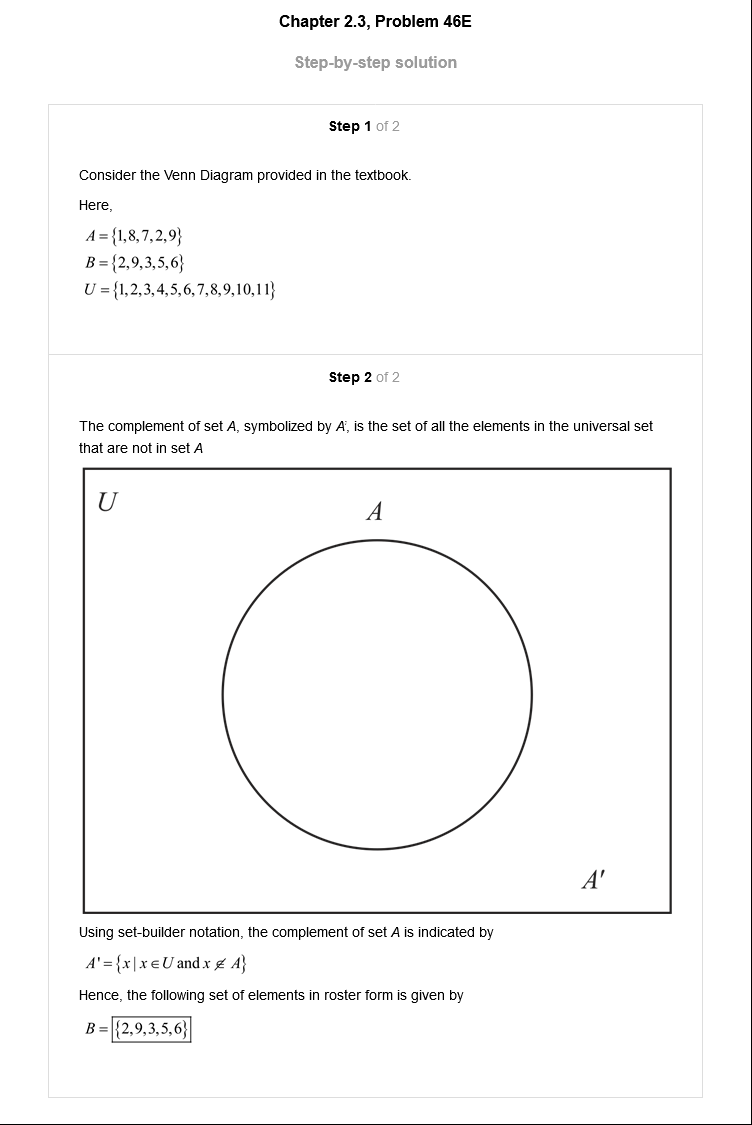 Chapter 2.3, Problem 46E
Step-by-step solution
Step 1 of 2
Consider the Venn Diagram provided in the textbook.
Here,
A = {1,8,7,2,9}
B = {2,9,3,5,6}
U = {1,2,3,4,5,6,7,8,9,10,11}
Step 2 of 2
The complement of set A, symbolized by A', is the set of all the elements in the universal set
that are not in set A
U
A
A'
Using set-builder notation, the complement of set A is indicated by
A' = {x | x ∈ U and x ∉ A}
Hence, the following set of elements in roster form is given by
B = {2,9,3,5,6}